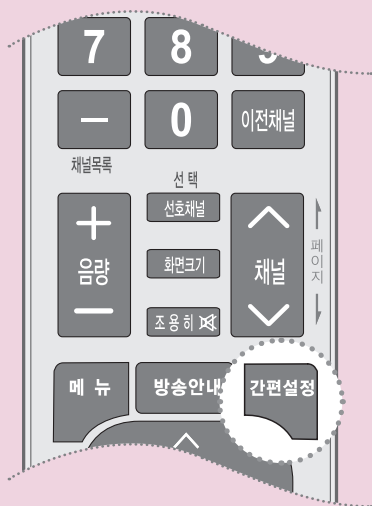 7 8 9
— 0 이전채널
채널목록
선 택
선호채널
+ 음량 —
화면크기
채널
페이지
조용히
메 뉴 방송안내 간편설정